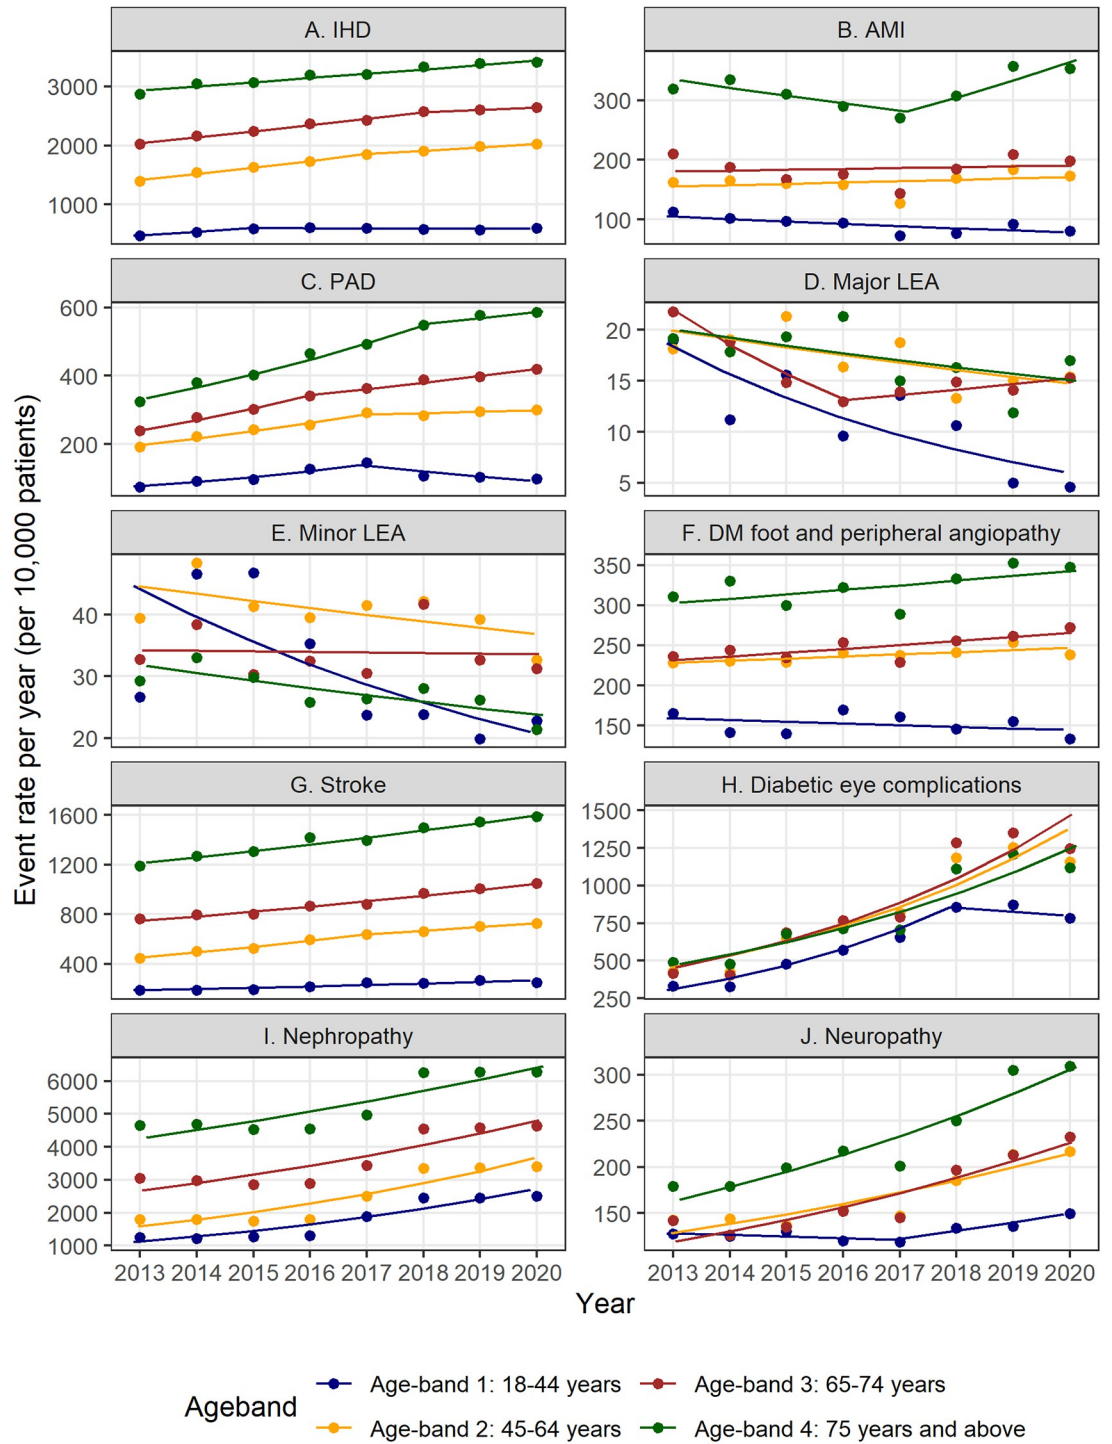 A. IHD
B. AMI
3000
2000
1000
300
200
100
C. PAD
D. Major LEA
600
400
200
20
15
10
5
E. Minor LEA
F. DM foot and peripheral angiopathy
40
30
20
350
300
250
200
150
G. Stroke
H. Diabetic eye complications
1600
1200
800
400
1500
1250
1000
750
500
250
I. Nephropathy
J. Neuropathy
6000
5000
4000
3000
2000
1000
300
250
200
150
2013 2014 2015 2016 2017 2018 2019 2020
2013 2014 2015 2016 2017 2018 2019 2020
Event rate per year (per 10,000 patients)
Year
Ageband
Age-band 1: 18-44 years
Age-band 3: 65-74 years
Age-band 2: 45-64 years
Age-band 4: 75 years and above